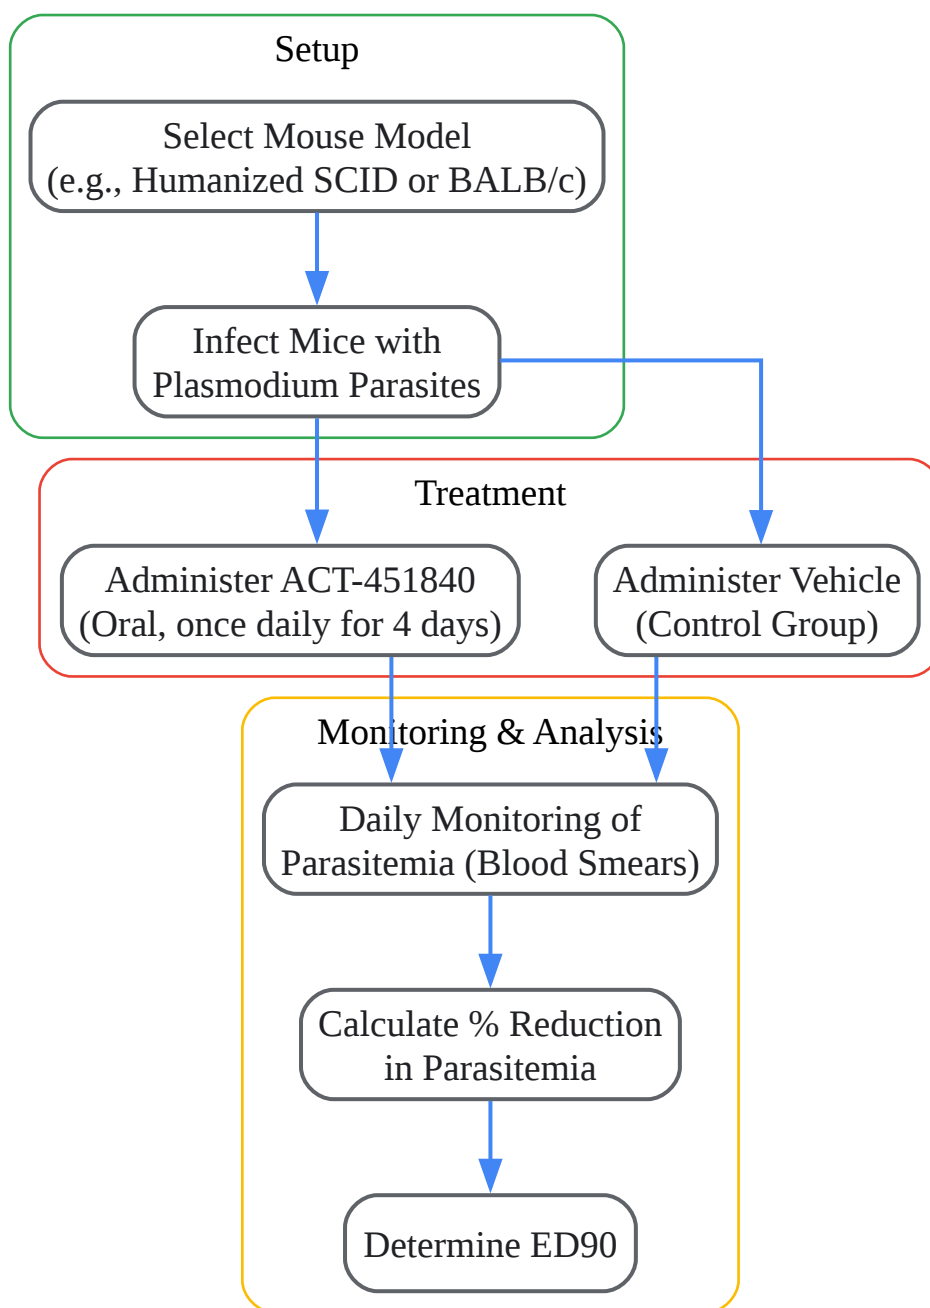 Setup
Select Mouse Model
(e.g., Humanized SCID or BALB/c)
Infect Mice with
Plasmodium Parasites
Treatment
Administer ACT-451840
(Oral, once daily for 4 days)
Administer Vehicle
(Control Group)
Monitoring & Analysis
Daily Monitoring of
Parasitemia (Blood Smears)
Calculate % Reduction
in Parasitemia
Determine ED90